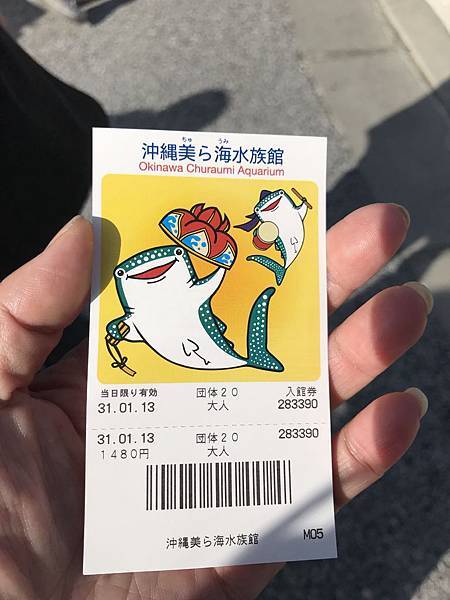 ちゅ うみ
沖縄美ら海水族館
Okinawa Churaumi Aquarium
当日限り有効 団体20 入館券
31.01.13 大人 283390
31.01.13 団体20 283390
1480円 大人
沖縄美ら海水族館 M05